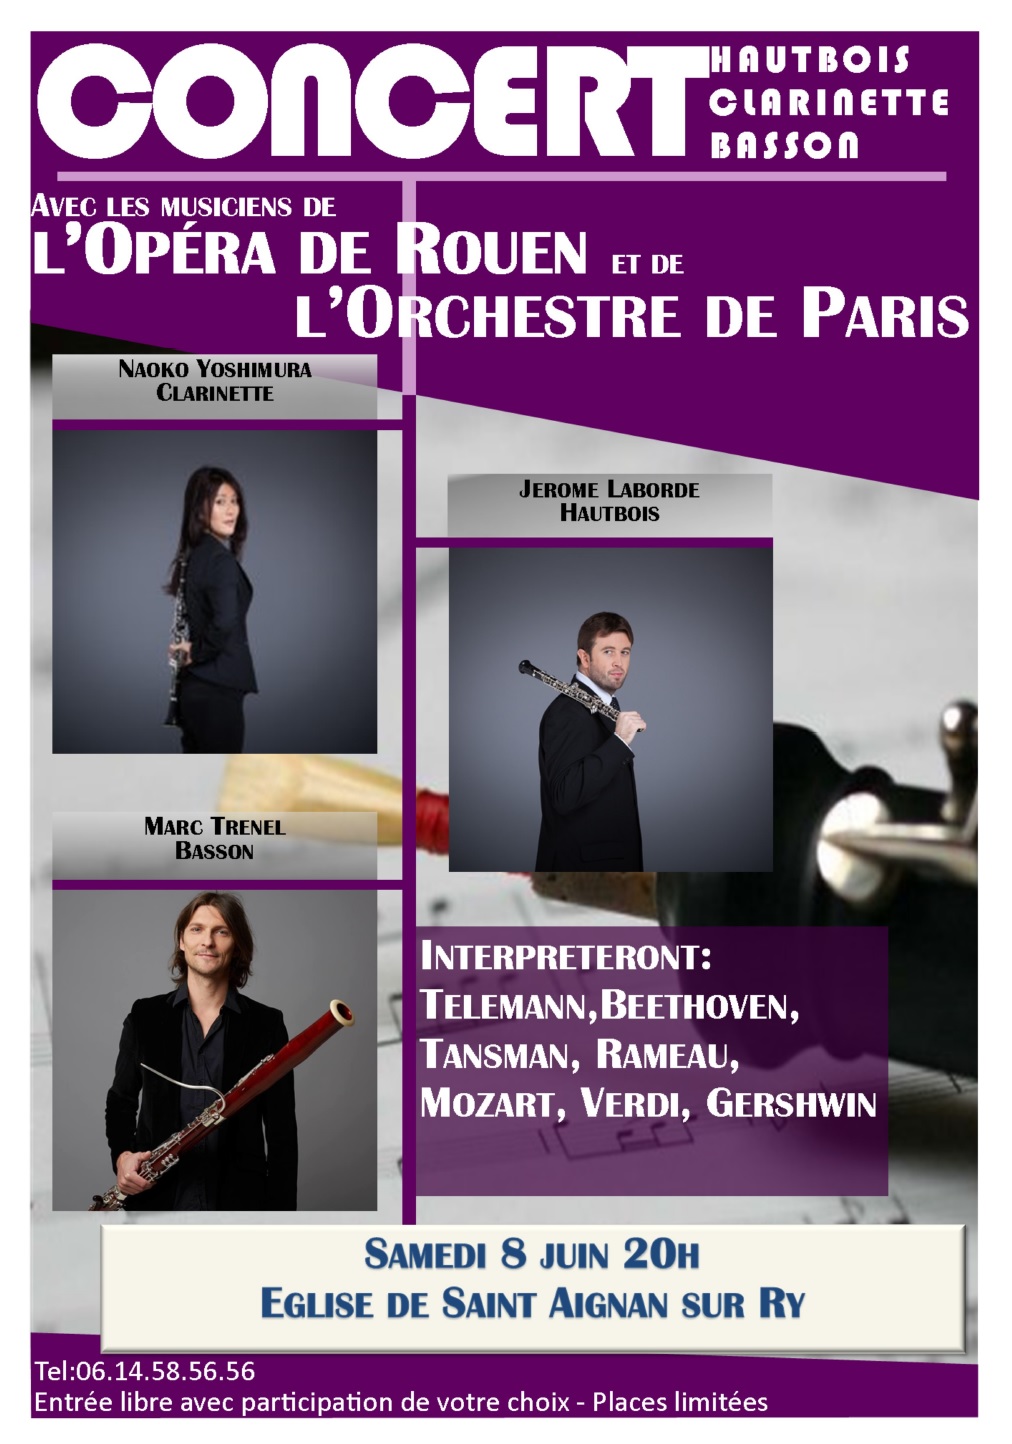 CONCERT
HAUTBOIS
CLARINETTE
BASSON
AVEC LES MUSICIENS DE
L'OPÉRA DE ROUEN ET DE
L'ORCHESTRE DE PARIS
NAOKO YOSHIMURA
CLARINETTE
JEROME LABORDE
HAUTBOIS
MARC TRENEL
BASSON
INTERPRETERONT:
TELEMANN,BEETHOVEN,
TANSMAN, RAMEAU,
MOZART, VERDI, GERSHWIN
SAMEDI 8 JUIN 20H
EGLISE DE SAINT AIGNAN SUR RY
Tel:06.14.58.56.56
Entrée libre avec participation de votre choix - Places limitées